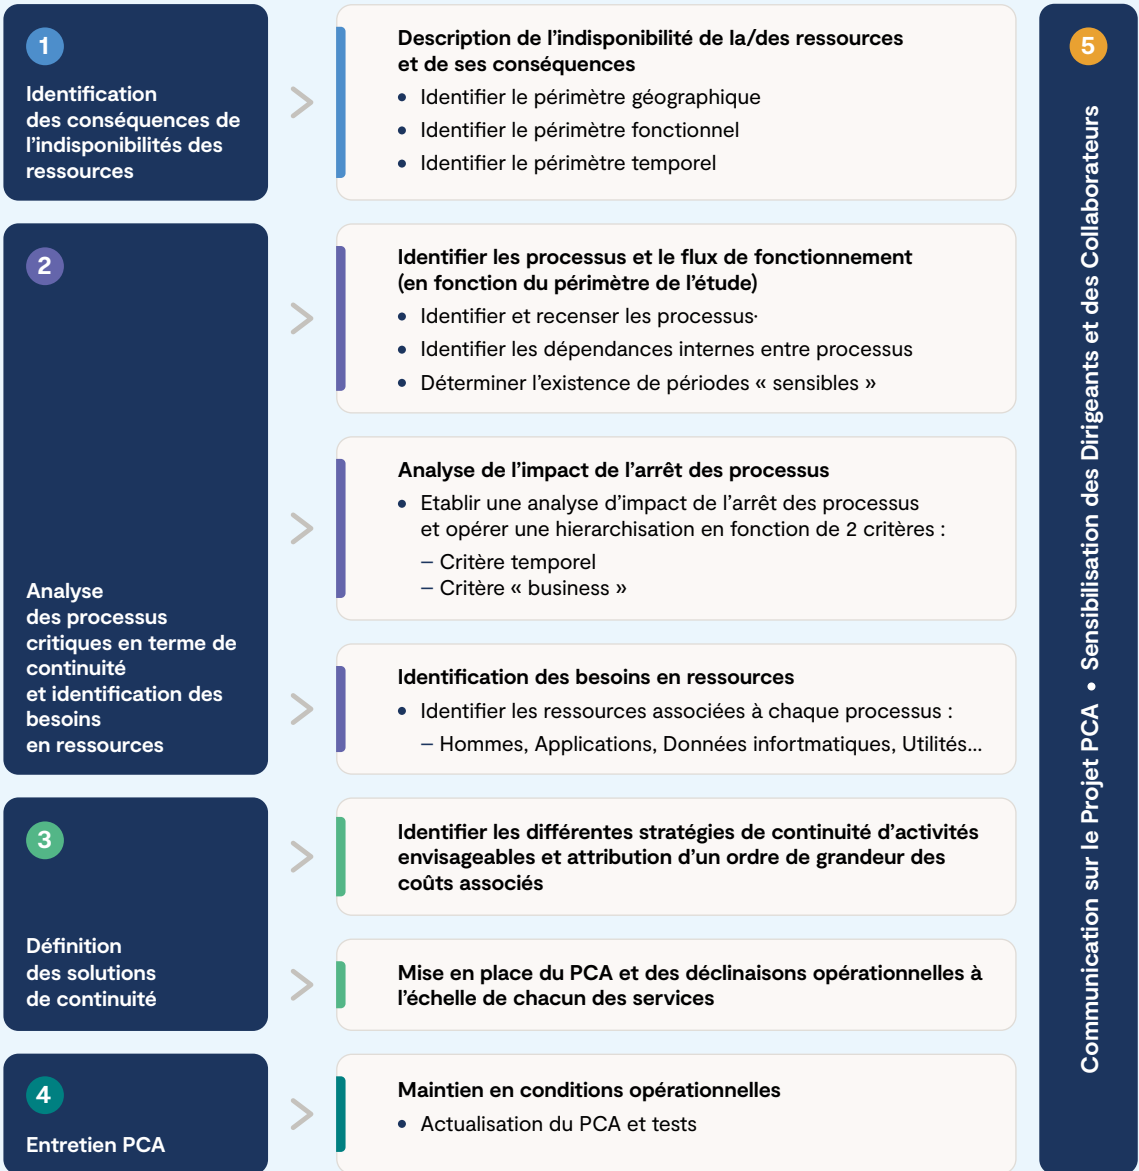 1
Identification
des conséquences de
l'indisponibilités des
ressources
Description de l'indisponibilité de la/des ressources
et de ses conséquences
• Identifier le périmètre géographique
• Identifier le périmètre fonctionnel
• Identifier le périmètre temporel
2
Analyse
des processus
critiques en terme de
continuité
et identification des
besoins
en ressources
Identifier les processus et le flux de fonctionnement
(en fonction du périmètre de l'étude)
• Identifier et recenser les processus·
• Identifier les dépendances internes entre processus
• Déterminer l'existence de périodes « sensibles »
Analyse de l'impact de l'arrêt des processus
• Etablir une analyse d'impact de l'arrêt des processus
et opérer une hierarchisation en fonction de 2 critères :
– Critère temporel
– Critère « business »
Identification des besoins en ressources
• Identifier les ressources associées à chaque processus :
– Hommes, Applications, Données infortmatiques, Utilités...
3
Définition
des solutions
de continuité
Identifier les différentes stratégies de continuité d'activités
envisageables et attribution d'un ordre de grandeur des
coûts associés
Mise en place du PCA et des déclinaisons opérationnelles à
l'échelle de chacun des services
4
Entretien PCA
Maintien en conditions opérationnelles
• Actualisation du PCA et tests
5
Communication sur le Projet PCA • Sensibilisation des Dirigeants et des Collaborateurs